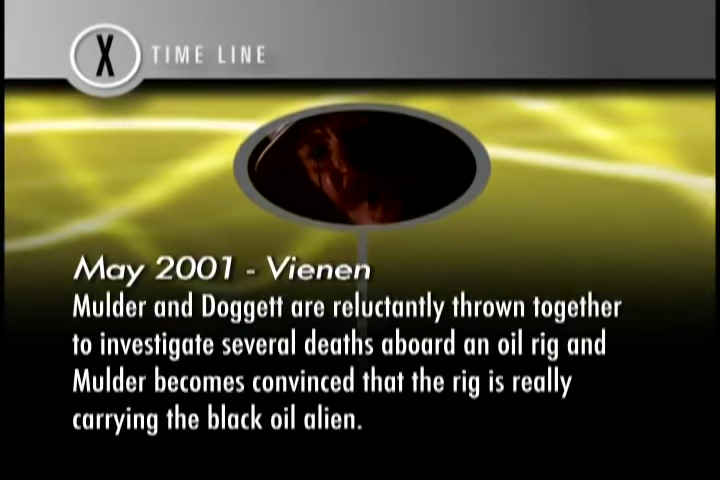 X TIME LINE
May 2001 - Vienen
Mulder and Doggett are reluctantly thrown together
to investigate several deaths aboard an oil rig and
Mulder becomes convinced that the rig is really
carrying the black oil alien.